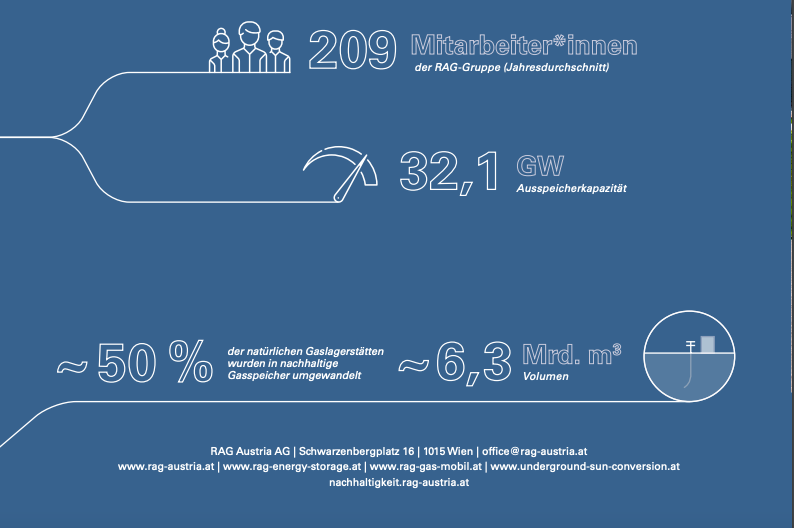 209 Mitarbeiter*innen
der RAG-Gruppe (Jahresdurchschnitt)
32,1 GW
Ausspeicherkapazität
~50 %
der natürlichen Gaslagerstätten
wurden in nachhaltige
Gasspeicher umgewandelt
~6,3 Mrd. m³
Volumen
RAG Austria AG | Schwarzenbergplatz 16 | 1015 Wien | office@rag-austria.at
www.rag-austria.at | www.rag-energy-storage.at | www.rag-gas-mobil.at | www.underground-sun-conversion.at
nachhaltigkeit.rag-austria.at